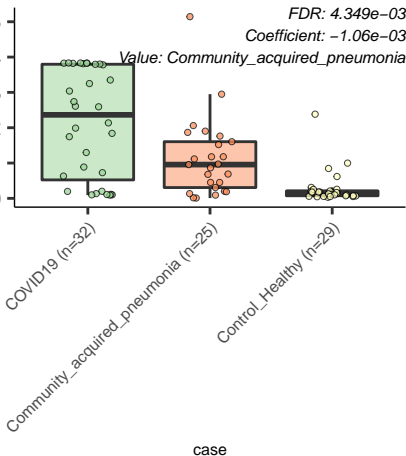 FDR: 4.349e−03
Coefficient: −1.06e−03
Value: Community_acquired_pneumonia
COVID19 (n=32)
Community_acquired_pneumonia (n=25)
Control_Healthy (n=29)
case